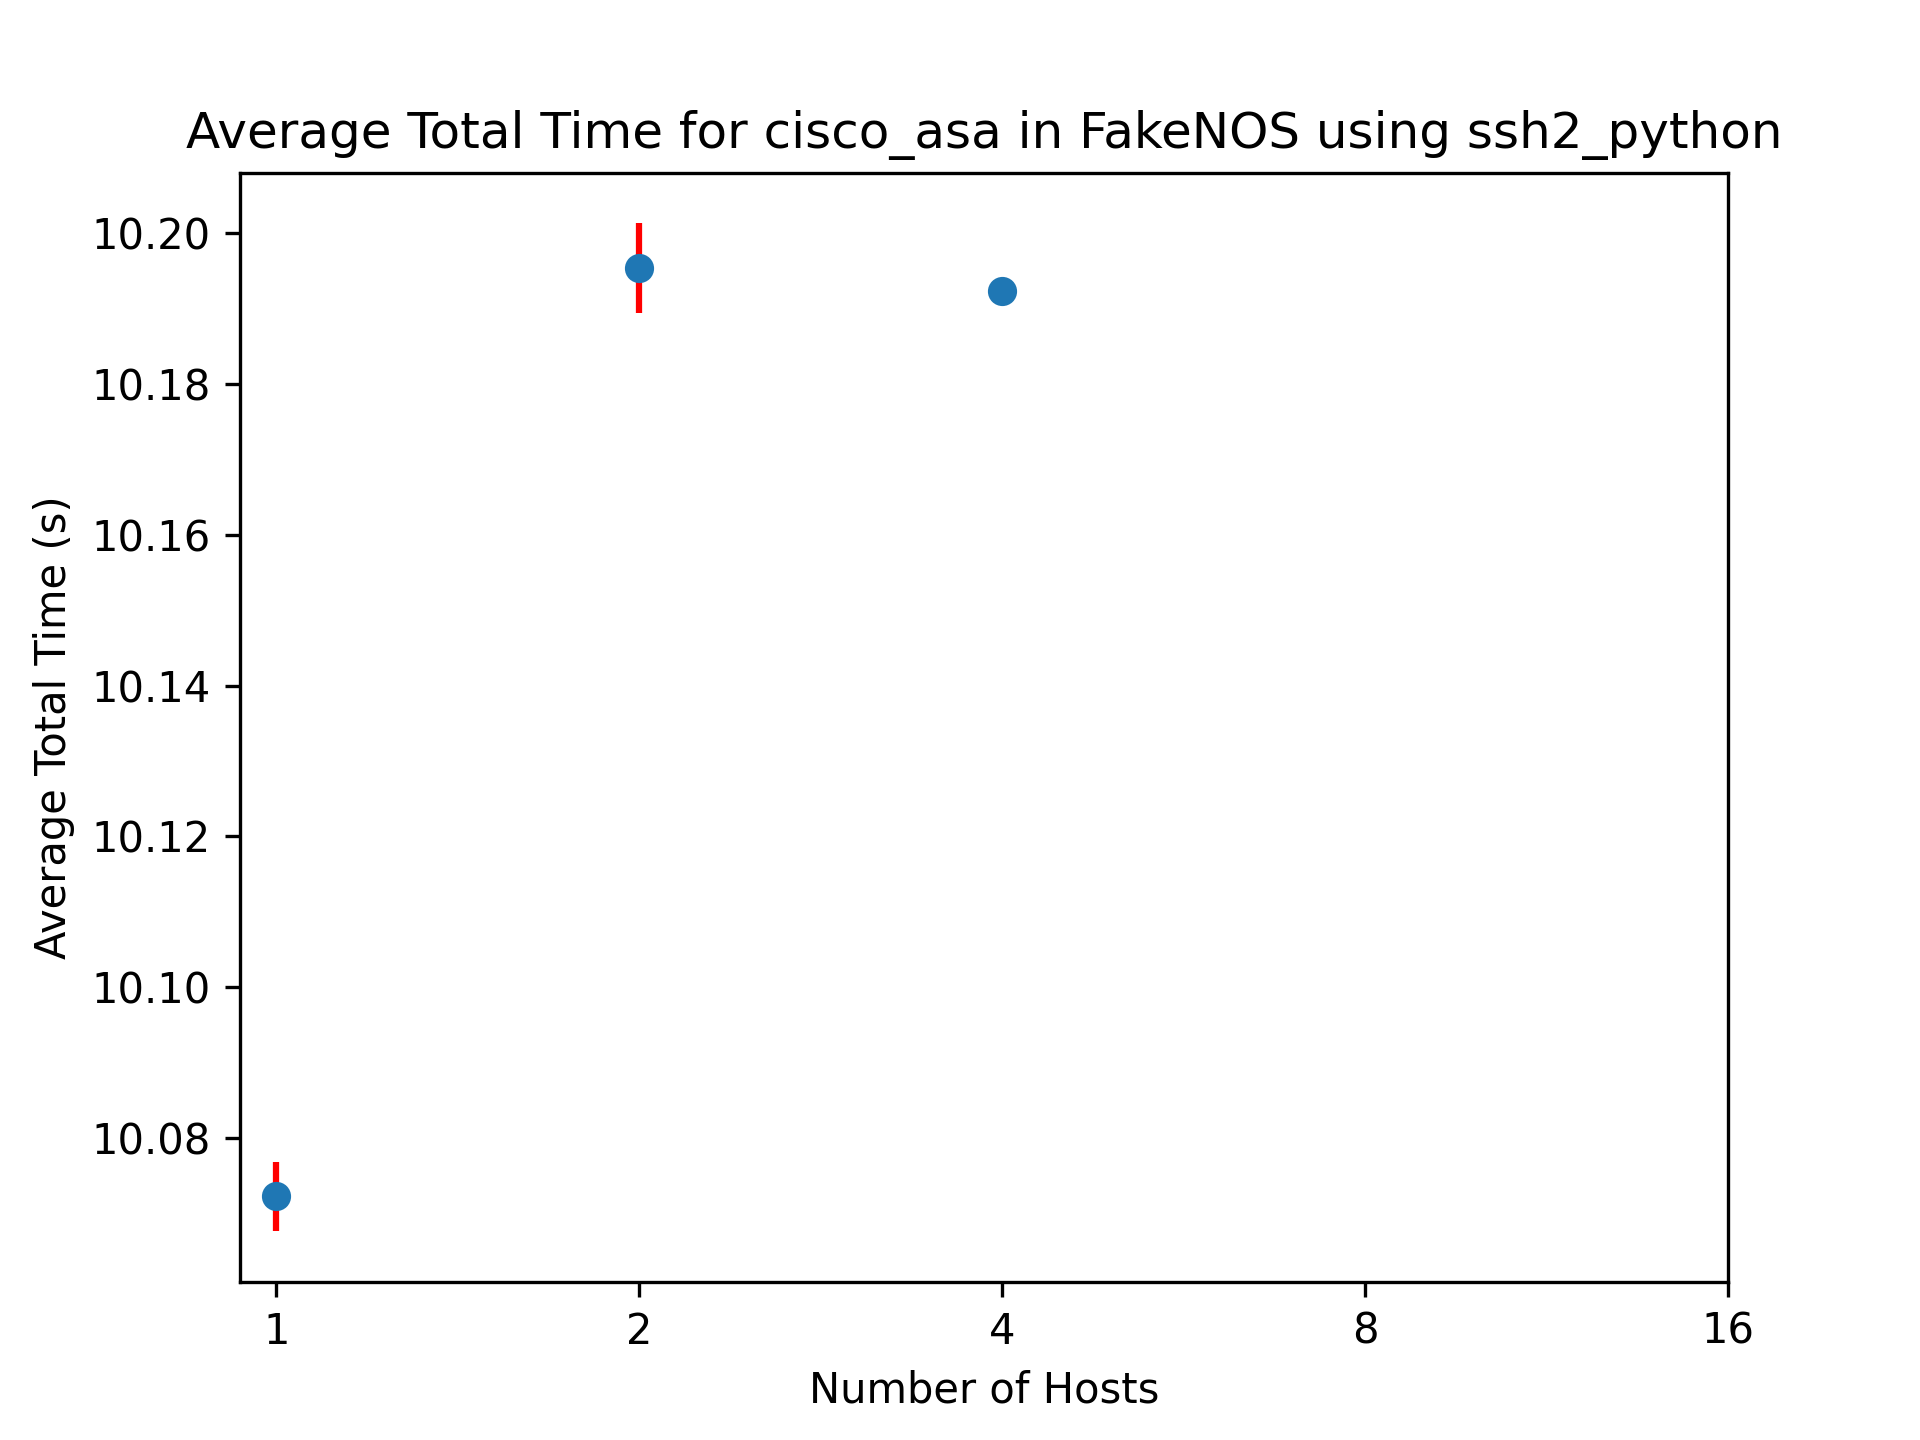 Average Total Time for cisco_asa in FakeNOS using ssh2_python
Average Total Time (s)
10.20
10.18
10.16
10.14
10.12
10.10
10.08
1 2 4 8 16
Number of Hosts